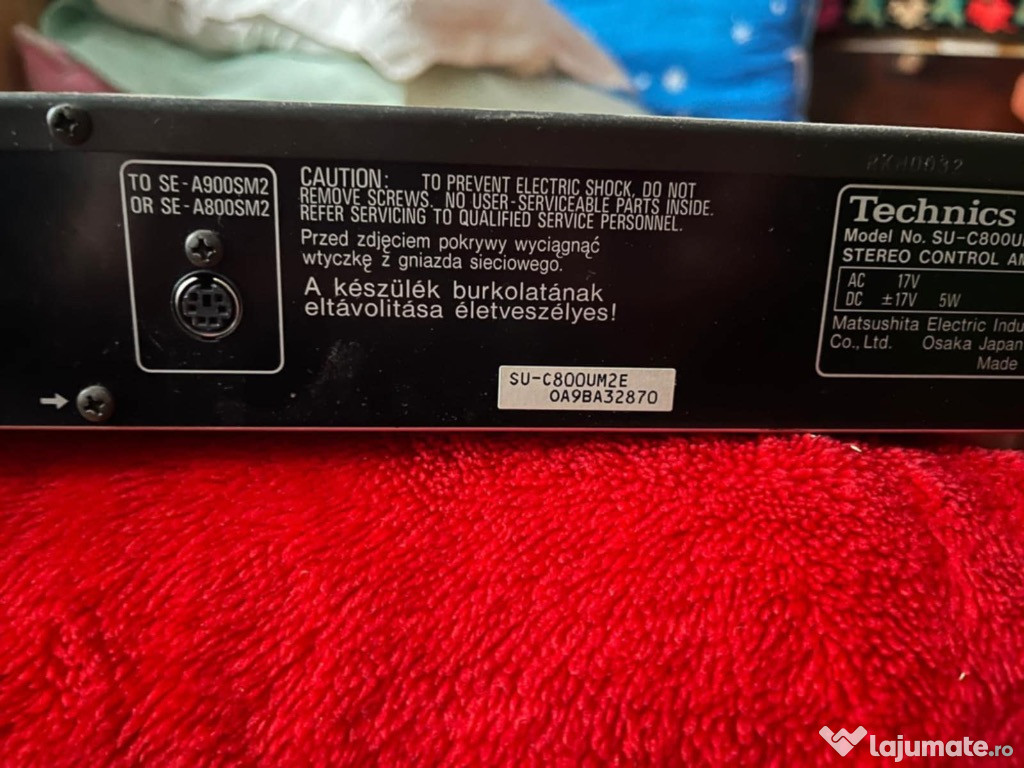 TO SE-A900SM2
OR SE-A800SM2
CAUTION: TO PREVENT ELECTRIC SHOCK, DO NOT
REMOVE SCREWS. NO USER-SERVICEABLE PARTS INSIDE.
REFER SERVICING TO QUALIFIED SERVICE PERSONNEL.
Przed zdjęciem pokrywy wyciągnąć
wtyczkę z gniazda sieciowego.
A készülék burkolatának
eltávolitása életveszélyes!
SU-C800UM2E
0A9BA32870
Technics
Model No. SU-C800U
STEREO CONTROL AM
AC 17V
DC ±17V 5W
Matsushita Electric Indu
Co., Ltd. Osaka Japan
Made
lajumate.ro